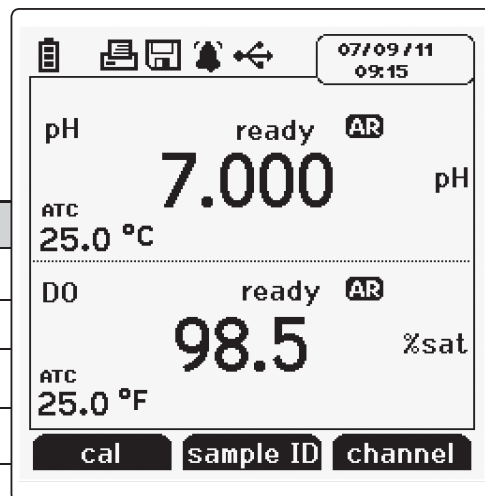 07/09/11
09:15
pH ready AR
7.000 pH
ATC
25.0 °C
DO ready AR
98.5 %sat
ATC
25.0 °F
cal sample ID channel